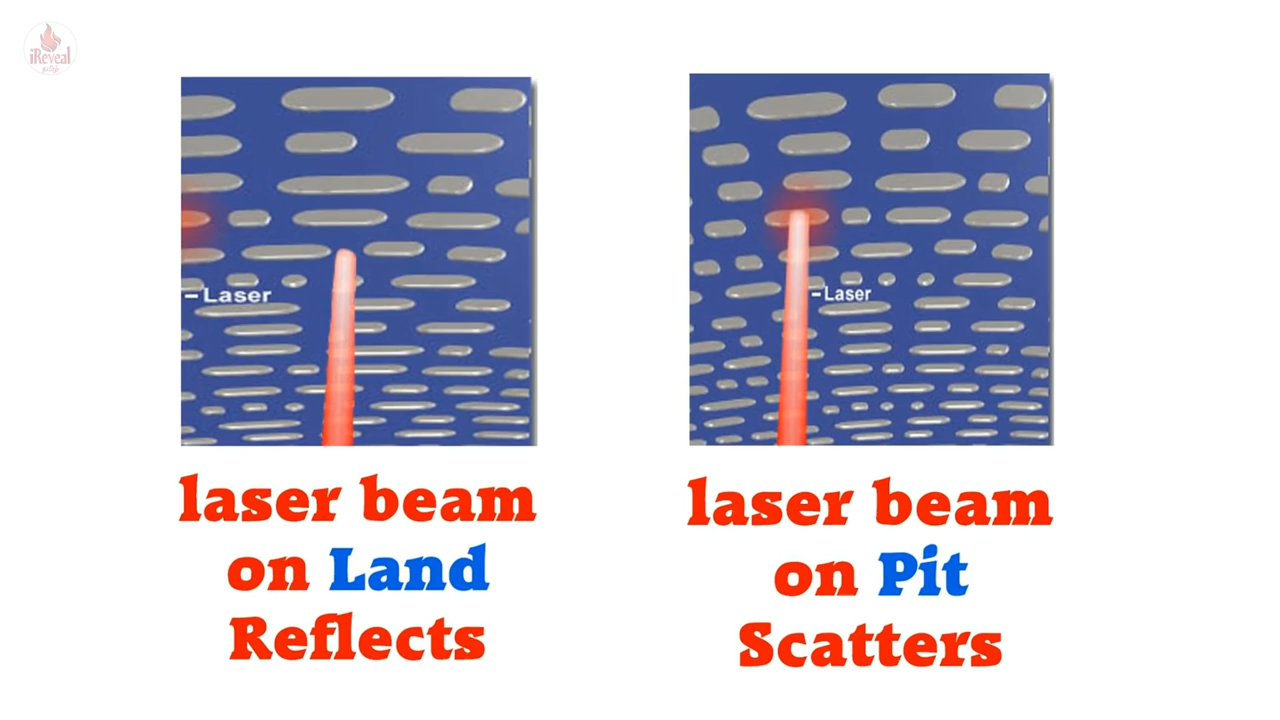 iReveal
-Laser
-Laser
laser beam
on Land
Reflects
laser beam
on Pit
Scatters